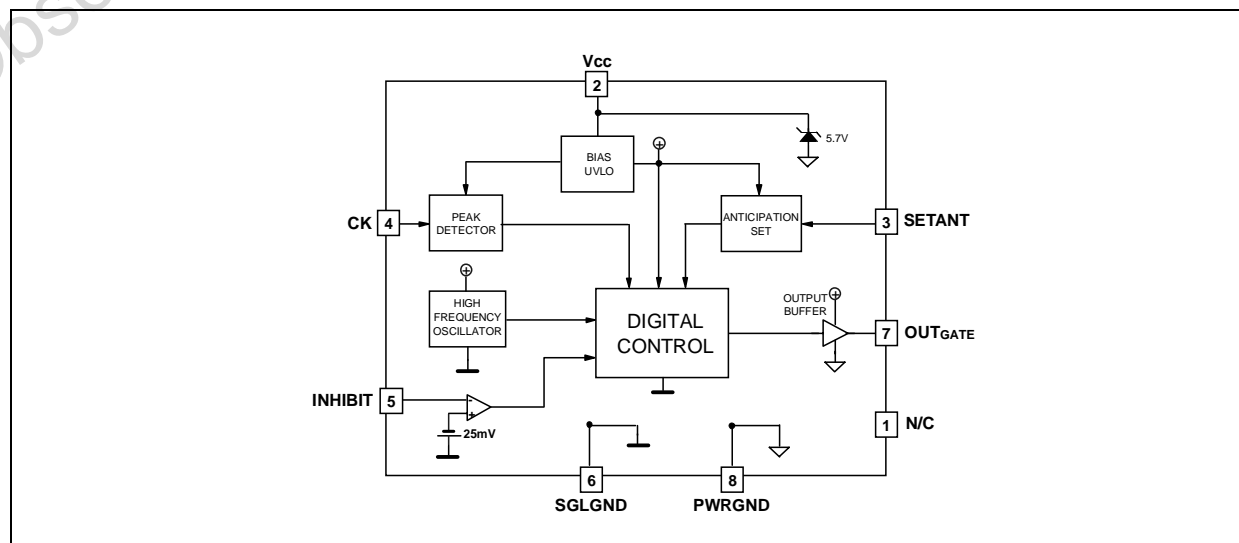 Vcc
2
5.7V
BIAS
UVLO
CK
4
PEAK
DETECTOR
ANTICIPATION
SET
3
SETANT
HIGH
FREQUENCY
OSCILLATOR
DIGITAL
CONTROL
OUTPUT
BUFFER
7
OUTGATE
INHIBIT
5
-
+
25mV
1
N/C
6
SGLGND
8
PWRGND